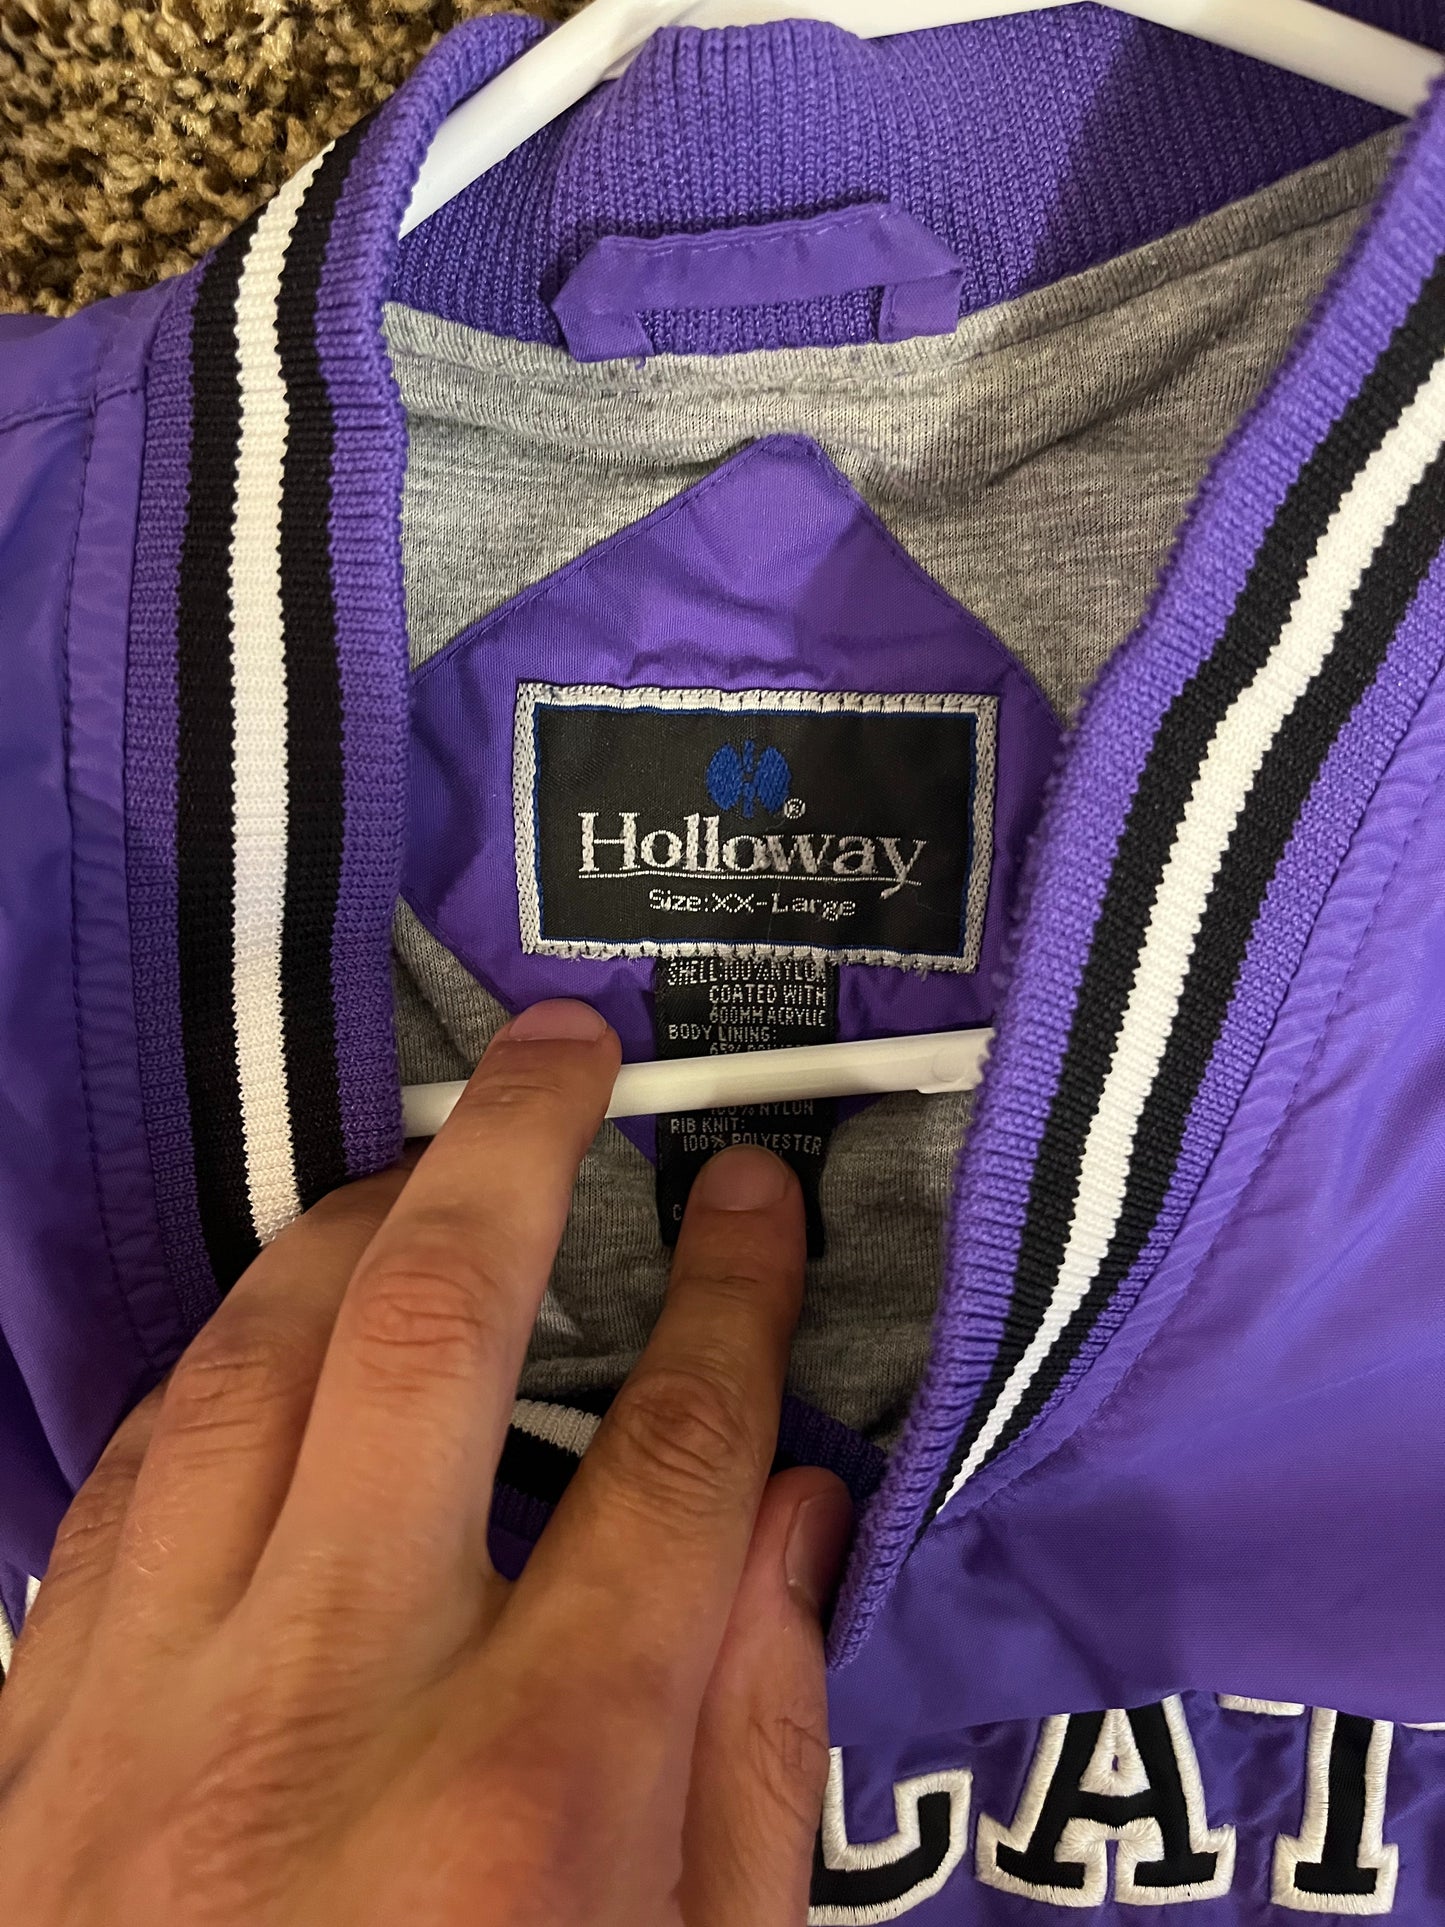 Holloway®
Size:XX-Large
SHELL 100% NYLON
COATED WITH
600MM ACRYLIC
BODY LINING:
100% NYLON
RIB KNIT:
100% POLYESTER
CAT